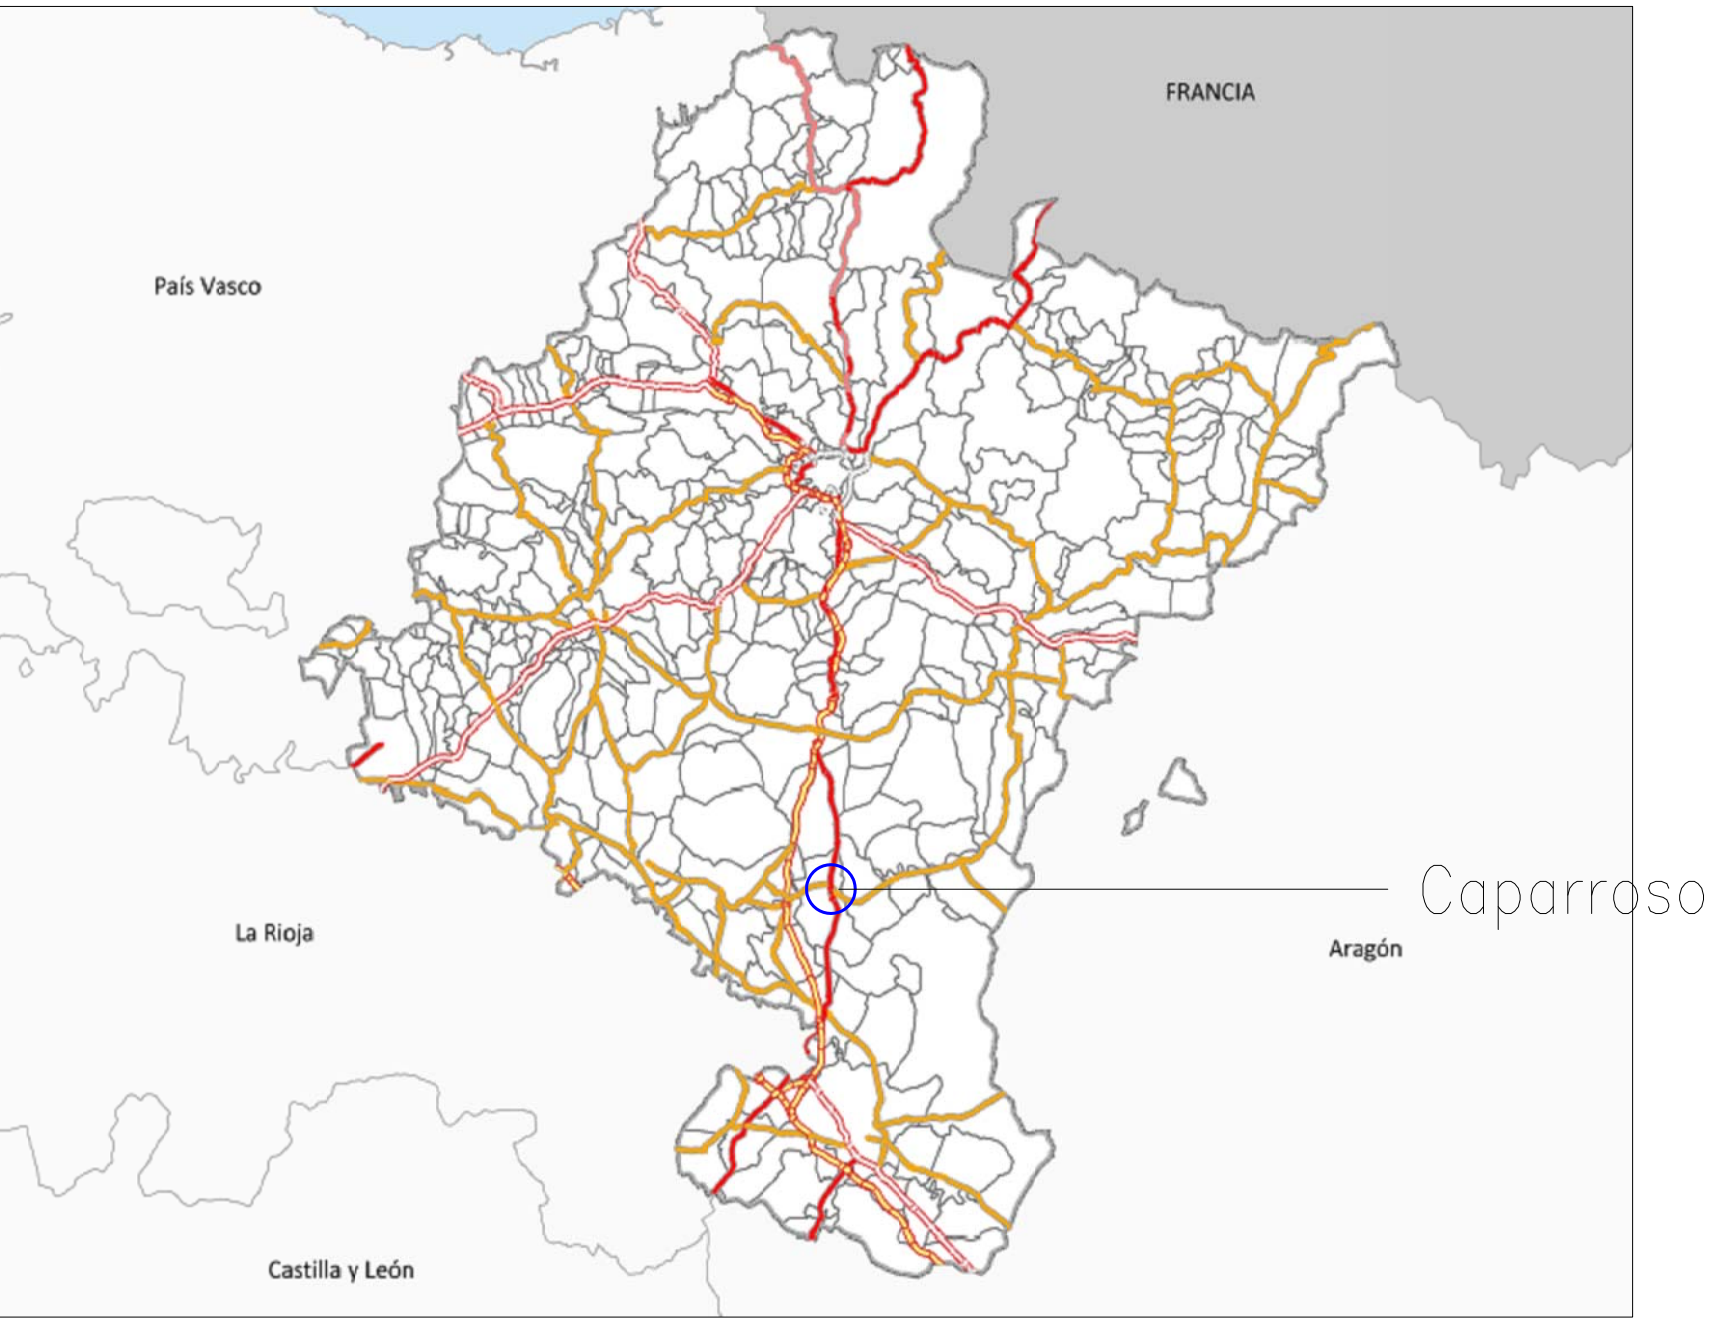 FRANCIA
País Vasco
Caparroso
La Rioja
Aragón
Castilla y León